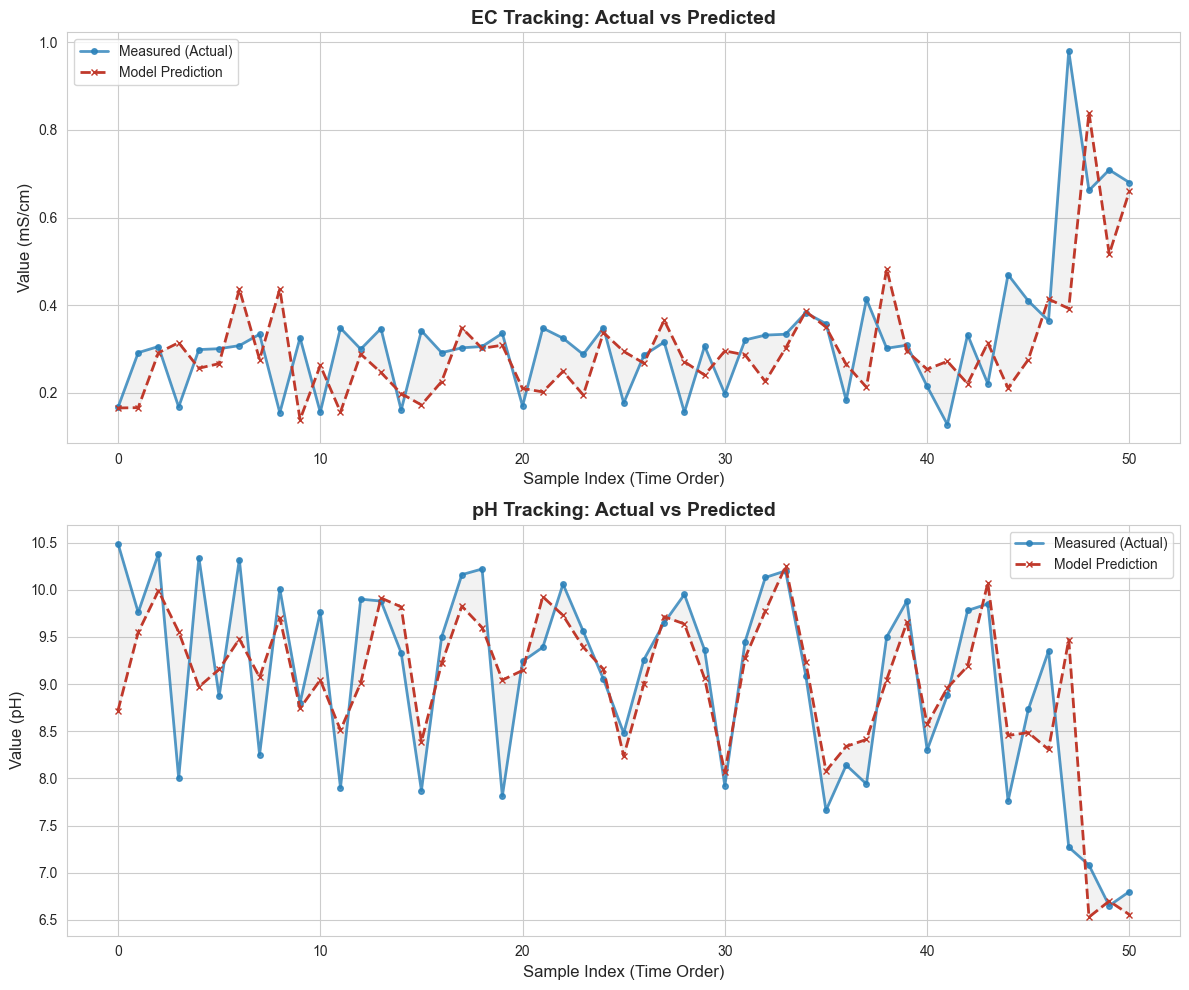 EC Tracking: Actual vs Predicted
Measured (Actual)
Model Prediction
Value (mS/cm)
1.0
0.8
0.6
0.4
0.2
0 10 20 30 40 50
Sample Index (Time Order)
pH Tracking: Actual vs Predicted
Measured (Actual)
Model Prediction
Value (pH)
10.5
10.0
9.5
9.0
8.5
8.0
7.5
7.0
6.5
0 10 20 30 40 50
Sample Index (Time Order)